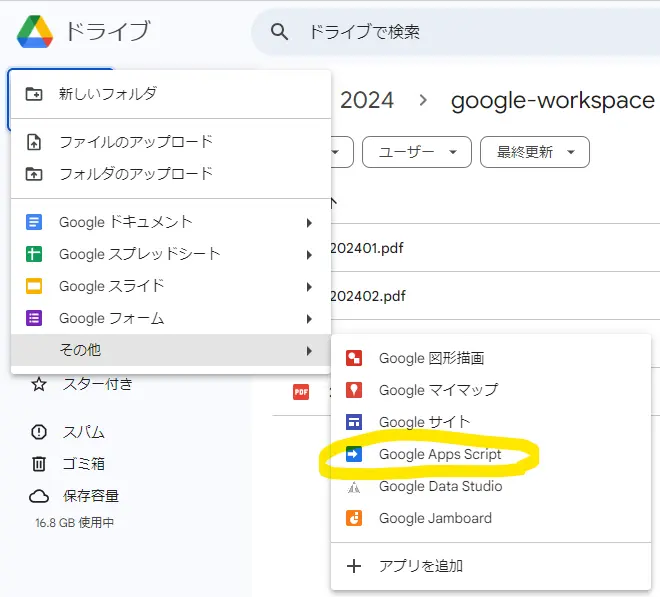 ドライブ
ドライブで検索
新しいフォルダ
ファイルのアップロード
フォルダのアップロード
Google ドキュメント
Google スプレッドシート
Google スライド
Google フォーム
その他
スター付き
スパム
ゴミ箱
保存容量
16.8 GB 使用中
2024 > google-workspace
ユーザー
最終更新
202401.pdf
202402.pdf
PDF
Google 図形描画
Google マイマップ
Google サイト
Google Apps Script
Google Data Studio
Google Jamboard
アプリを追加